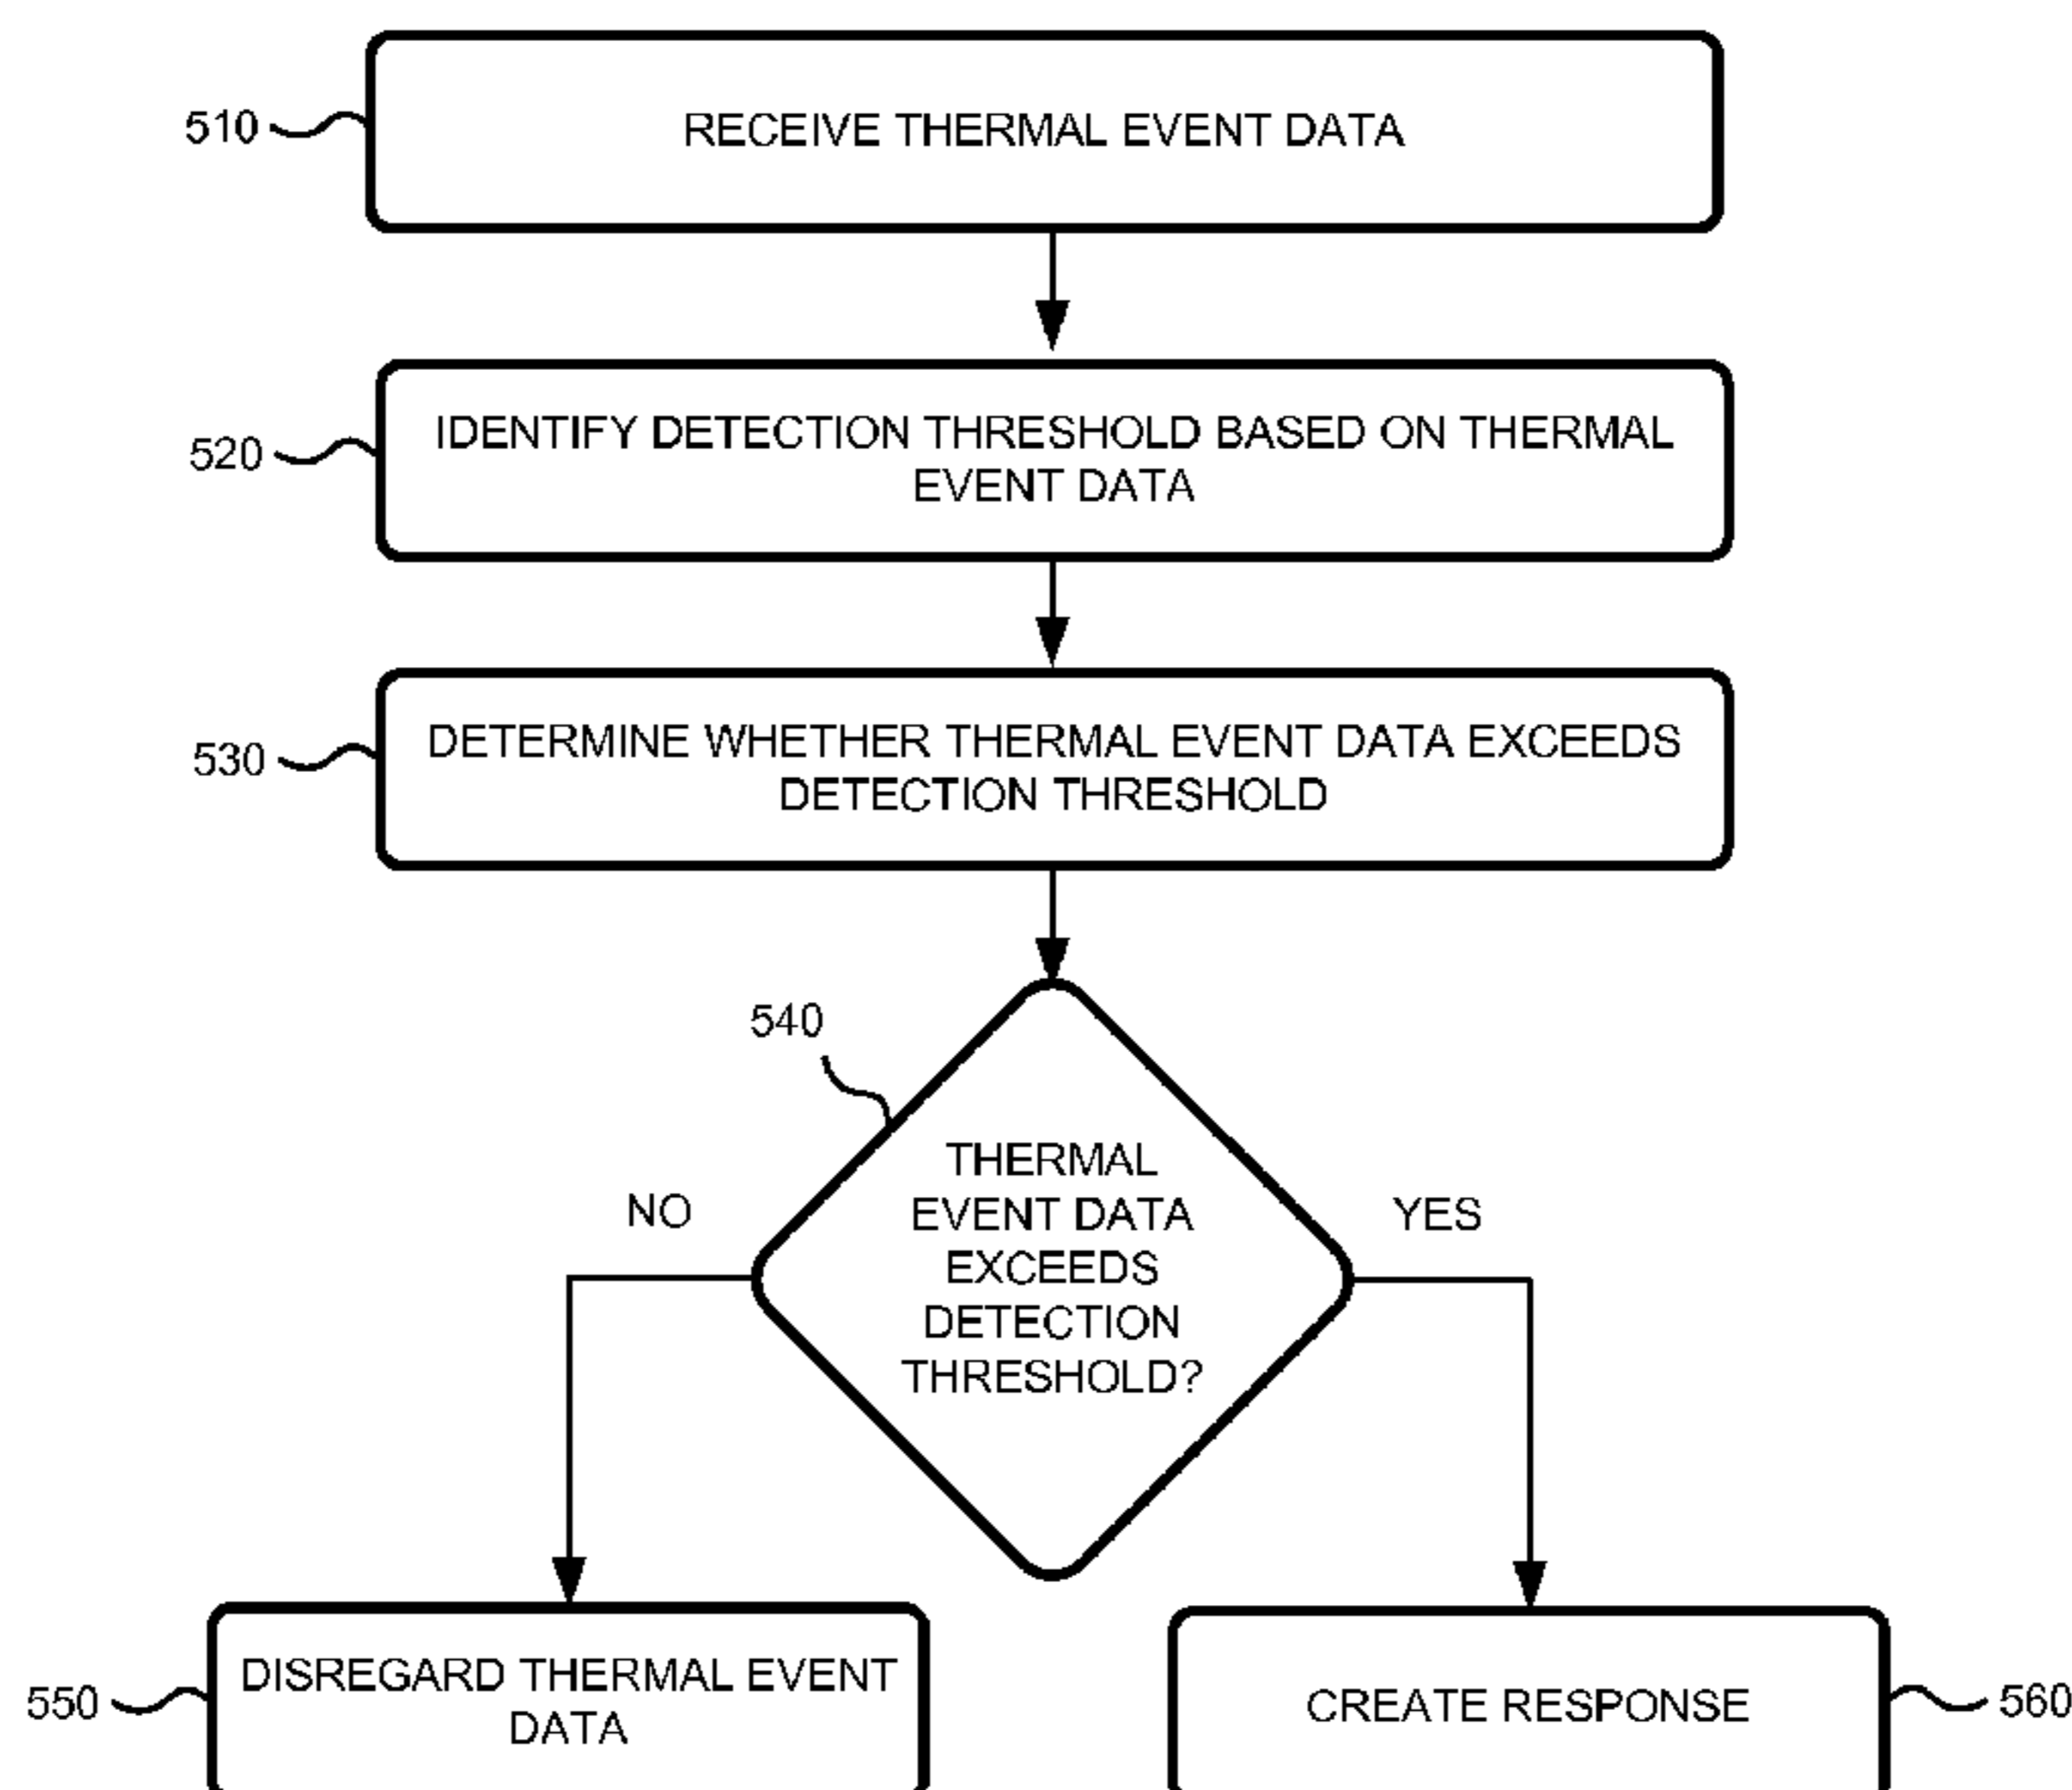 510
RECEIVE THERMAL EVENT DATA
520
IDENTIFY DETECTION THRESHOLD BASED ON THERMAL
EVENT DATA
530
DETERMINE WHETHER THERMAL EVENT DATA EXCEEDS
DETECTION THRESHOLD
540
THERMAL
EVENT DATA
EXCEEDS
DETECTION
THRESHOLD?
NO
YES
550
DISREGARD THERMAL EVENT
DATA
CREATE RESPONSE
560